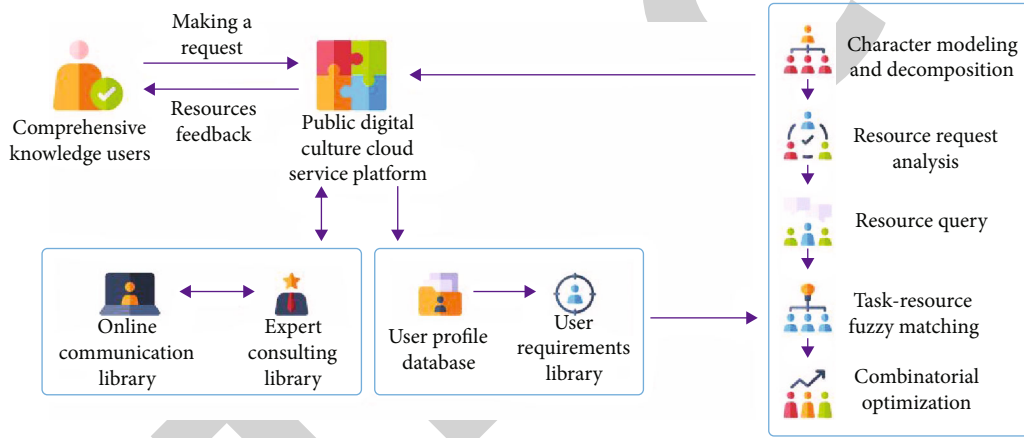 Making a
request
Resources
feedback
Comprehensive
knowledge users
Public digital
culture cloud
service platform
Online
communication
library
Expert
consulting
library
User profile
database
User
requirements
library
Character modeling
and decomposition
Resource request
analysis
Resource query
Task-resource
fuzzy matching
Combinatorial
optimization